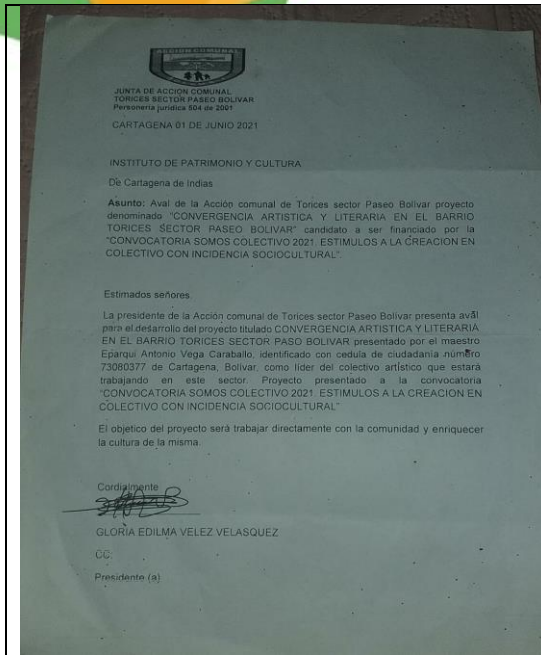 ACCION COMUNAL
JUNTA DE ACCION COMUNAL
TORICES SECTOR PASEO BOLIVAR
Personeria juridica 504 de 2001
CARTAGENA 01 DE JUNIO 2021
INSTITUTO DE PATRIMONIO Y CULTURA
De Cartagena de Indias
Asunto: Aval de la Acción comunal de Torices sector Paseo Bolívar proyecto
denominado "CONVERGENCIA ARTISTICA Y LITERARIA EN EL BARRIO
TORICES SECTOR PASEO BOLIVAR" candidato a ser financiado por la
"CONVOCATORIA SOMOS COLECTIVO 2021. ESTIMULOS A LA CREACION EN
COLECTIVO CON INCIDENCIA SOCIOCULTURAL".
Estimados señores
La presidente de la Acción comunal de Torices sector Paseo Bolívar presenta aval
para el desarrollo del proyecto titulado CONVERGENCIA ARTISTICA Y LITERARIA
EN EL BARRIO TORICES SECTOR PASO BOLIVAR presentado por el maestro
Eparqui Antonio Vega Caraballo, identificado con cedula de ciudadanía número
73080377 de Cartagena, Bolívar, como líder del colectivo artístico que estará
trabajando en este sector. Proyecto presentado a la convocatoria
"CONVOCATORIA SOMOS COLECTIVO 2021. ESTIMULOS A LA CREACION EN
COLECTIVO CON INCIDENCIA SOCIOCULTURAL"
El objetico del proyecto será trabajar directamente con la comunidad y enriquecer
la cultura de la misma.
Cordialmente
GLORIA EDILMA VELEZ VELASQUEZ
CC:
Presidente (a)